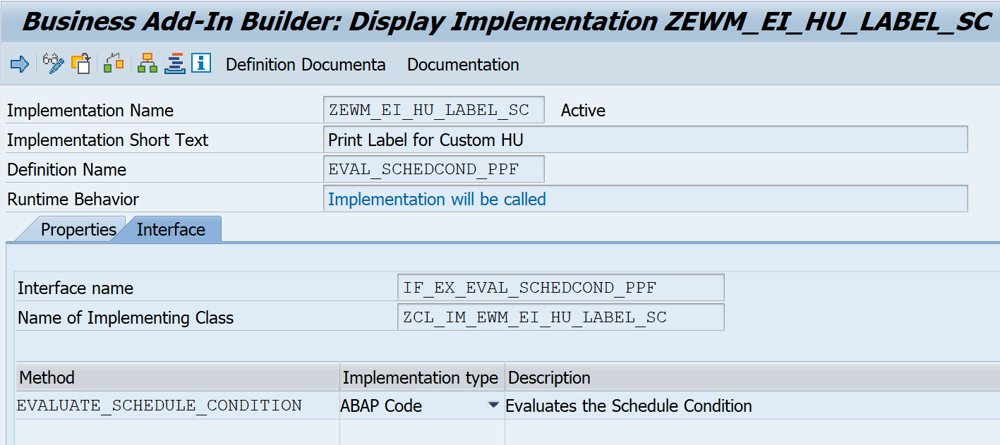 Business Add-In Builder: Display Implementation ZEWM_EI_HU_LABEL_SC
Definition Documenta Documentation
Implementation Name ZEWM_EI_HU_LABEL_SC Active
Implementation Short Text Print Label for Custom HU
Definition Name EVAL_SCHEDCOND_PPF
Runtime Behavior Implementation will be called
Properties Interface
Interface name IF_EX_EVAL_SCHEDCOND_PPF
Name of Implementing Class ZCL_IM_EWM_EI_HU_LABEL_SC
Method Implementation type Description
EVALUATE_SCHEDULE_CONDITION ABAP Code Evaluates the Schedule Condition